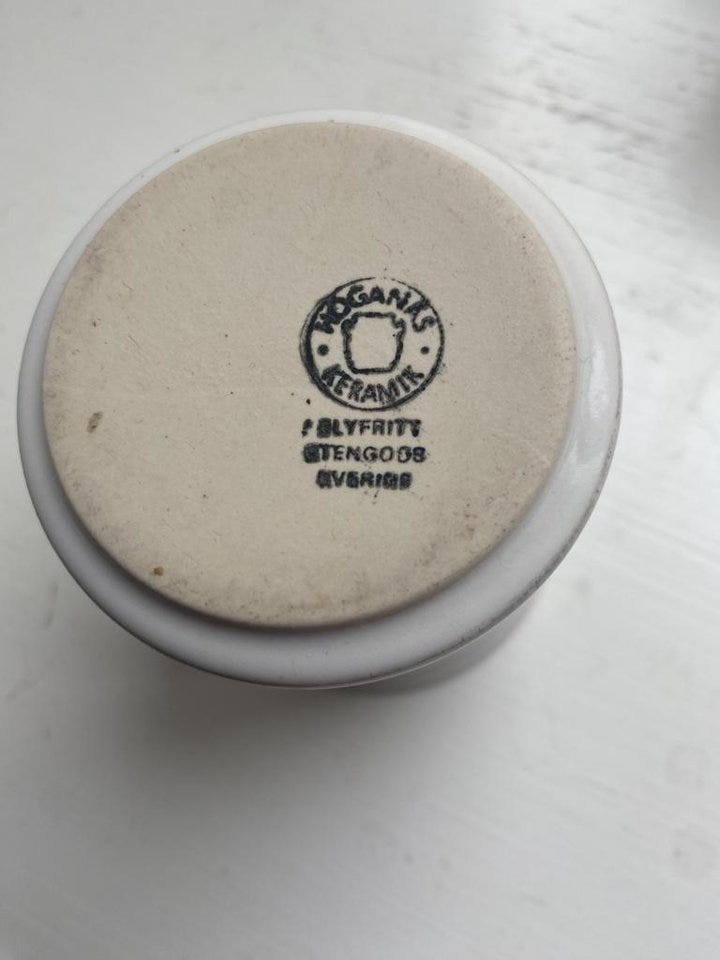 HÖGANÄS
KERAMIK
BLYFRITT
STENGODS
SVERIGE